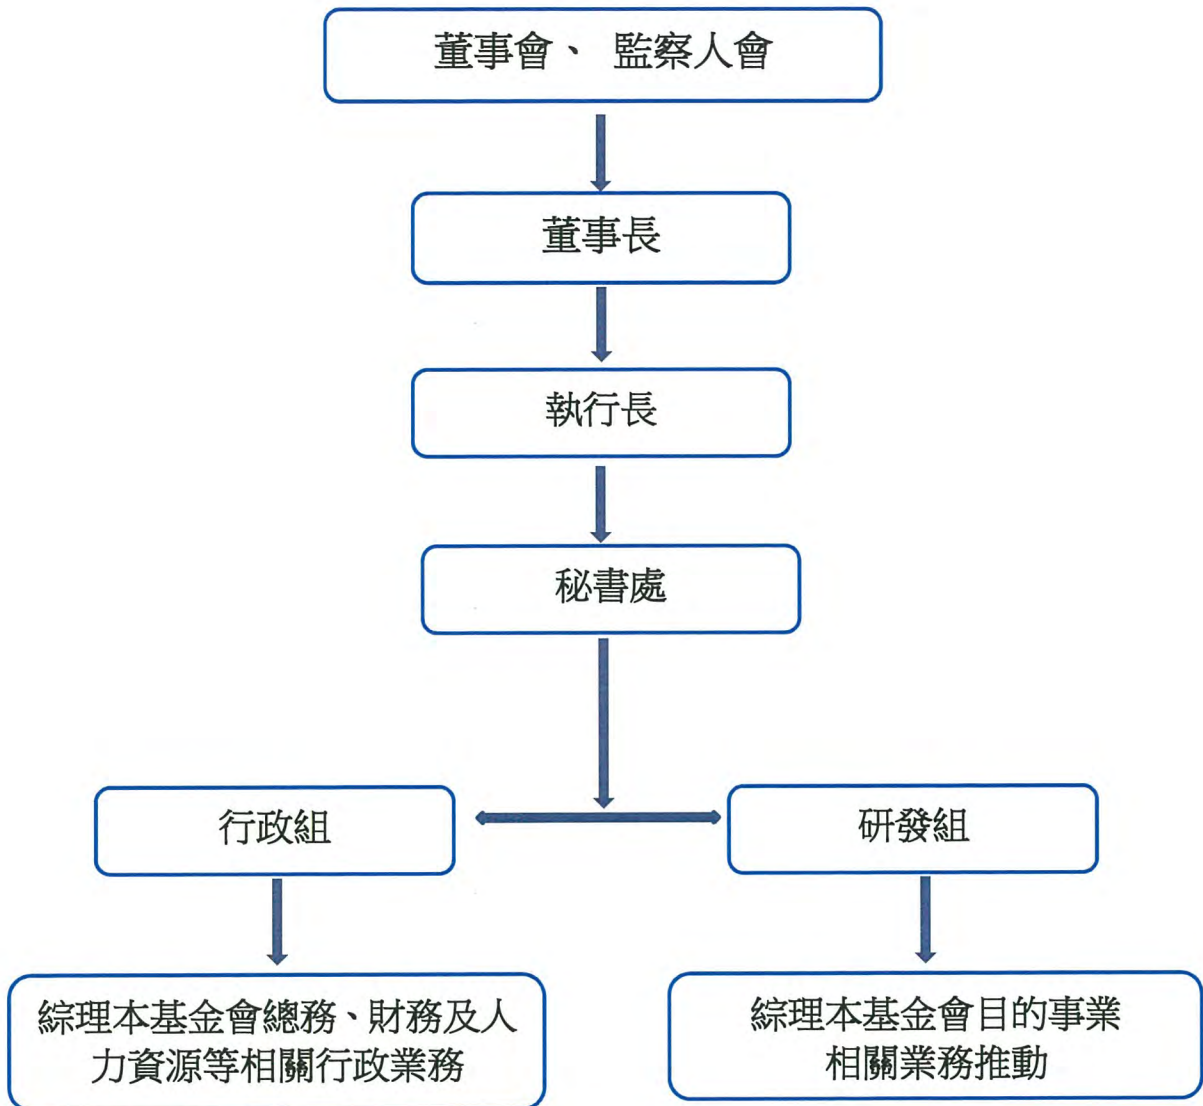 董事會、 監察人會
董事長
執行長
秘書處
行政組
研發組
綜理本基金會總務、財務及人
力資源等相關行政業務
綜理本基金會目的事業
相關業務推動